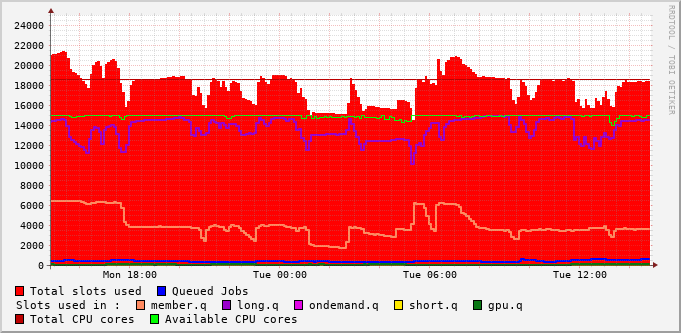 RRDTOOL / TOBI OETIKER
24000
22000
20000
18000
16000
14000
12000
10000
8000
6000
4000
2000
0
Mon 18:00 Tue 00:00 Tue 06:00 Tue 12:00
Total slots used Queued Jobs
Slots used in : member.q long.q ondemand.q short.q gpu.q
Total CPU cores Available CPU cores